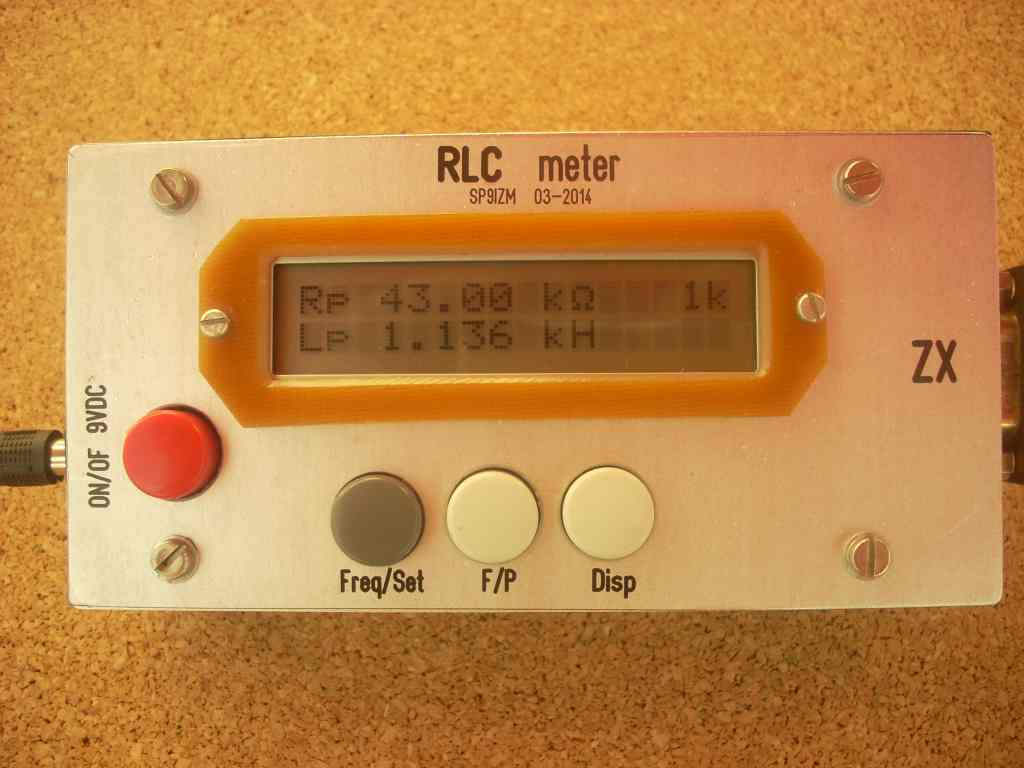 RLC meter
SP9IZM 03-2014
Rp 43.00 kΩ 1k
Lp 1.136 kH
ZX
ON/OF 9VDC
Freq/Set F/P Disp